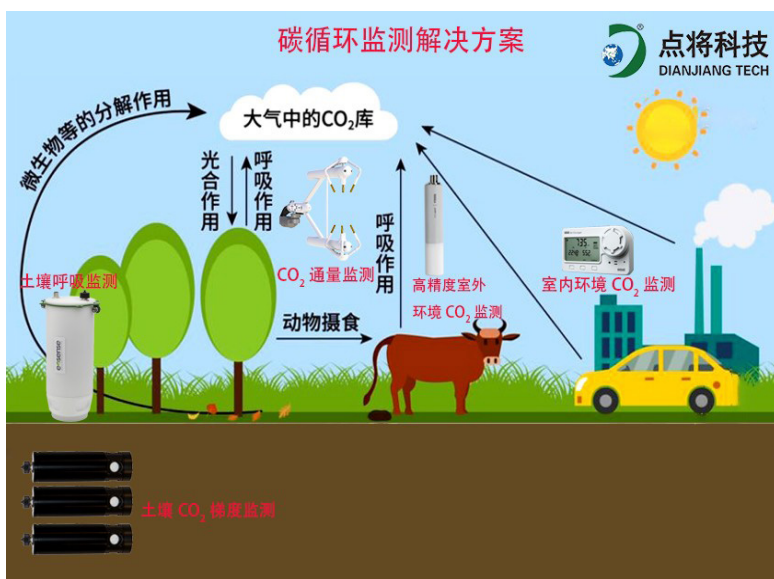 碳循环监测解决方案
点将科技
DIANJIANG TECH
微生物等的分解作用
大气中的CO₂库
光合作用
呼吸作用
CO₂ 通量监测
呼吸作用
高精度室外
环境 CO₂ 监测
室内环境 CO₂ 监测
土壤呼吸监测
动物摄食
土壤 CO₂ 梯度监测